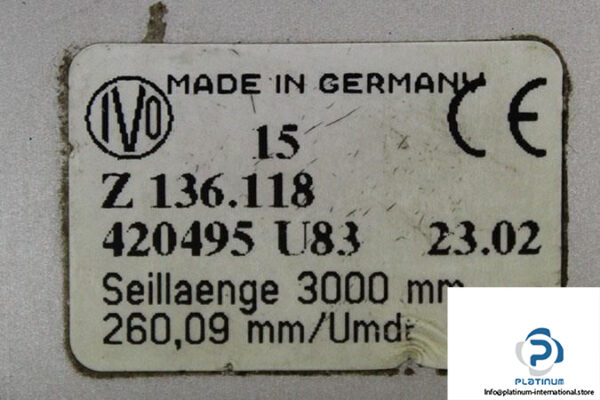 IVO MADE IN GERMANY CE
15
Z 136.118
420495 U83 23.02
Seillaenge 3000 mm
260,09 mm/Umdr
PLATINUM
info@platinum-international.store